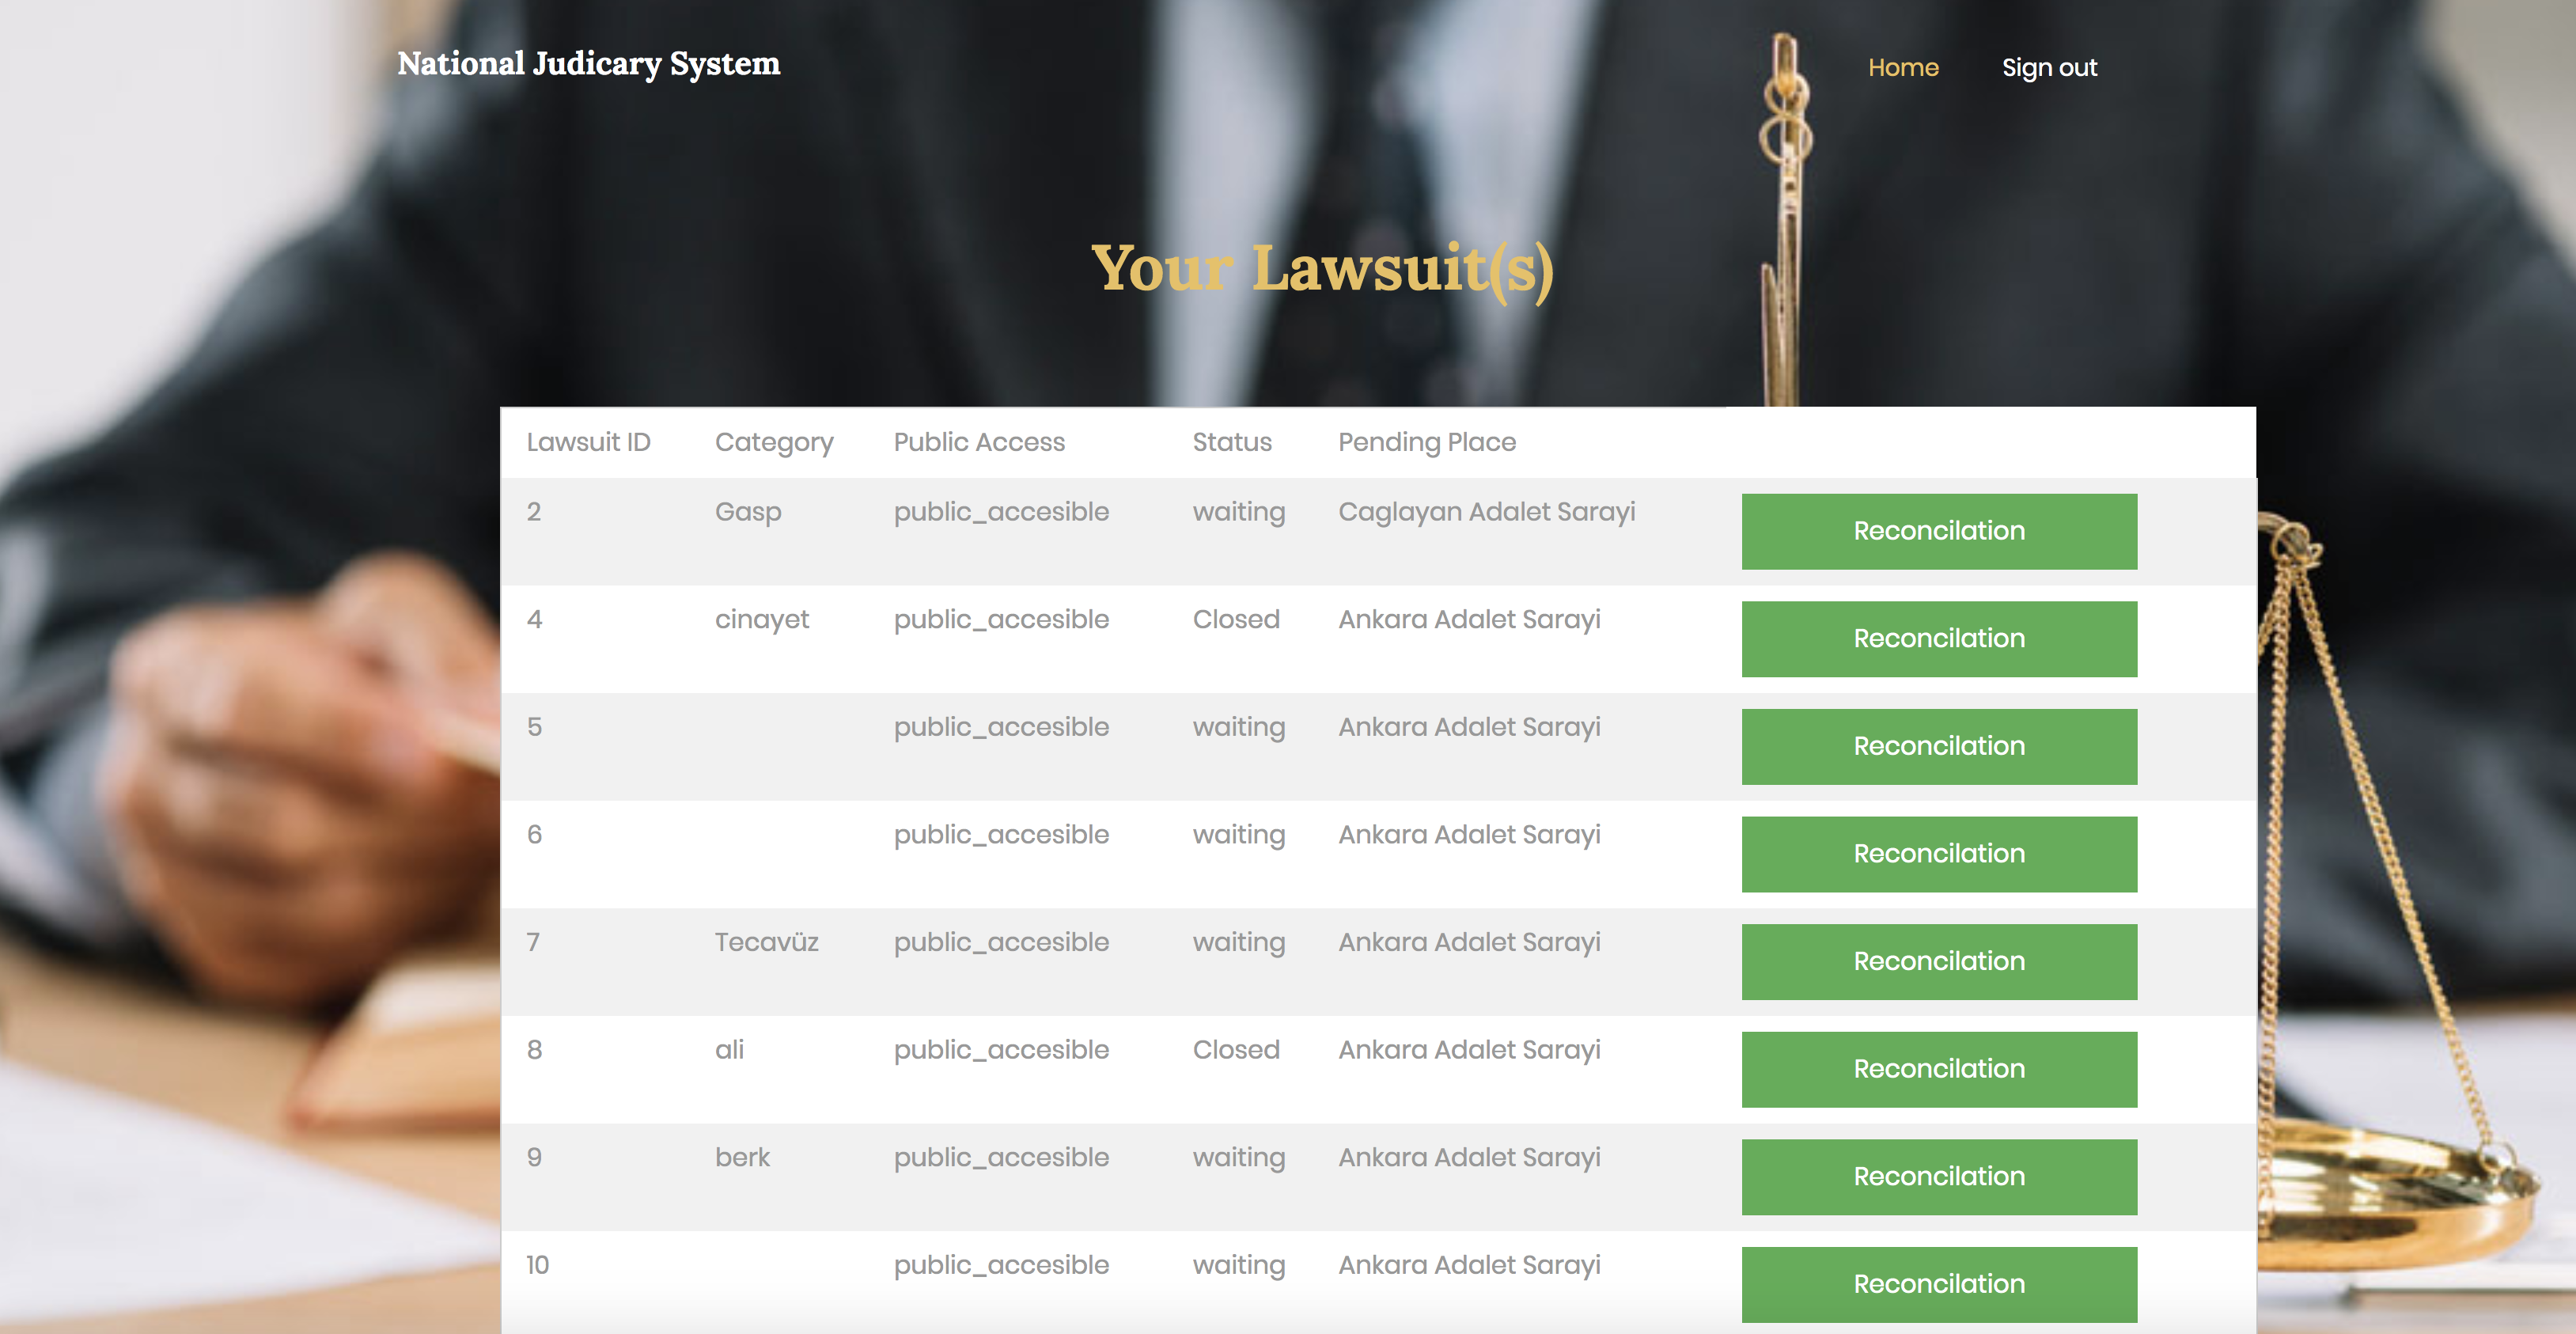 National Judicary System
Home Sign out
Your Lawsuit(s)
Lawsuit ID Category Public Access Status Pending Place
2 Gasp public_accesible waiting Caglayan Adalet Sarayi Reconcilation
4 cinayet public_accesible Closed Ankara Adalet Sarayi Reconcilation
5 public_accesible waiting Ankara Adalet Sarayi Reconcilation
6 public_accesible waiting Ankara Adalet Sarayi Reconcilation
7 Tecavüz public_accesible waiting Ankara Adalet Sarayi Reconcilation
8 ali public_accesible Closed Ankara Adalet Sarayi Reconcilation
9 berk public_accesible waiting Ankara Adalet Sarayi Reconcilation
10 public_accesible waiting Ankara Adalet Sarayi Reconcilation